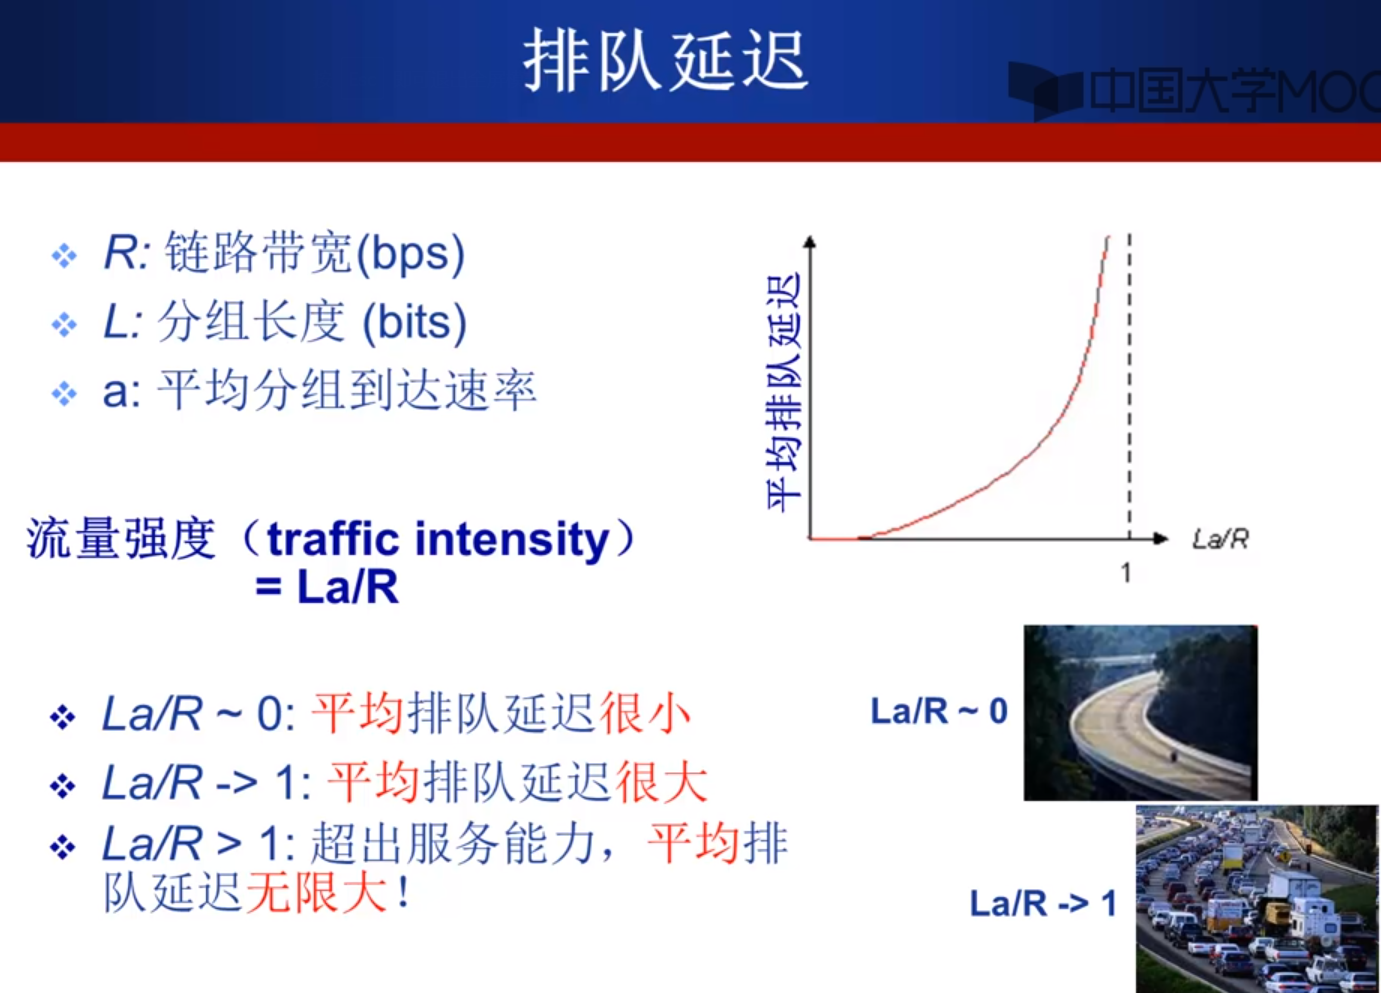 排队延迟
中国大学MOO
R: 链路带宽(bps)
L: 分组长度 (bits)
a: 平均分组到达速率
流量强度（traffic intensity）
= La/R
La/R ~ 0: 平均排队延迟很小
La/R -> 1: 平均排队延迟很大
La/R > 1: 超出服务能力，平均排
队延迟无限大！
平均排队延迟
La/R
1
La/R ~ 0
La/R -> 1